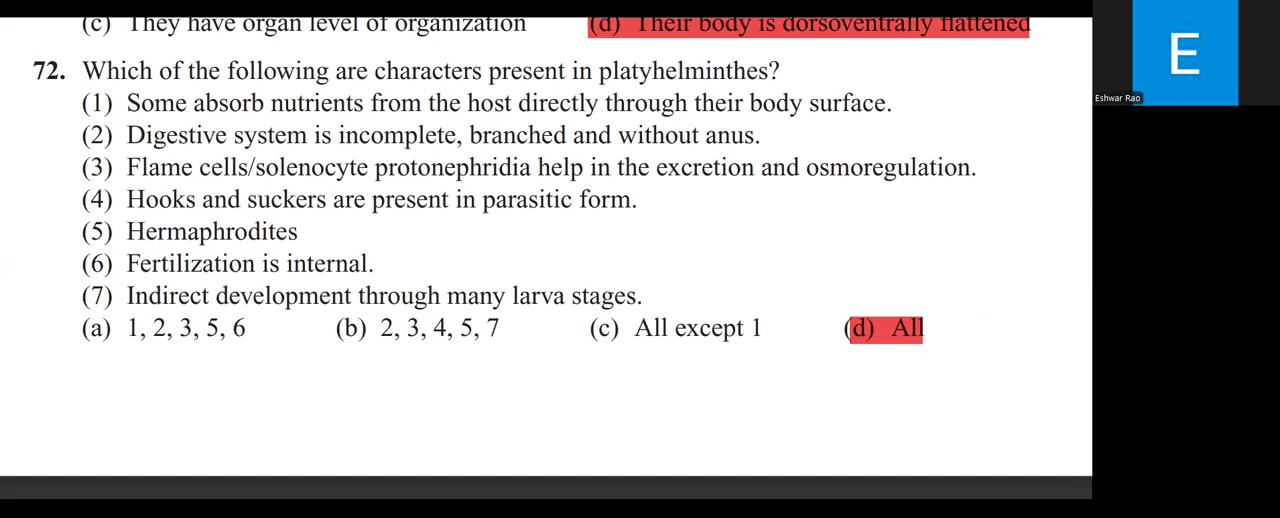 (c) They have organ level of organization (d) Their body is dorsoventrally flattened
72. Which of the following are characters present in platyhelminthes?
(1) Some absorb nutrients from the host directly through their body surface.
(2) Digestive system is incomplete, branched and without anus.
(3) Flame cells/solenocyte protonephridia help in the excretion and osmoregulation.
(4) Hooks and suckers are present in parasitic form.
(5) Hermaphrodites
(6) Fertilization is internal.
(7) Indirect development through many larva stages.
(a) 1, 2, 3, 5, 6 (b) 2, 3, 4, 5, 7 (c) All except 1 (d) All
E
Eshwar Rao